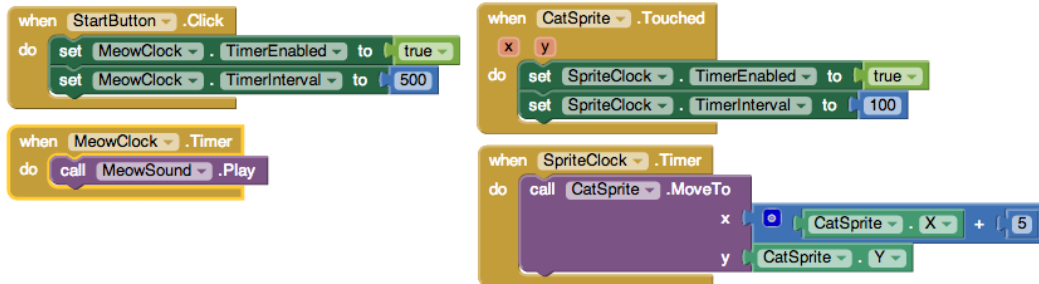 when StartButton .Click
do set MeowClock . TimerEnabled to true
set MeowClock . TimerInterval to 500
when MeowClock .Timer
do call MeowSound .Play
when CatSprite .Touched
x y
do set SpriteClock . TimerEnabled to true
set SpriteClock . TimerInterval to 100
when SpriteClock .Timer
do call CatSprite .MoveTo
x CatSprite . X + 5
y CatSprite . Y